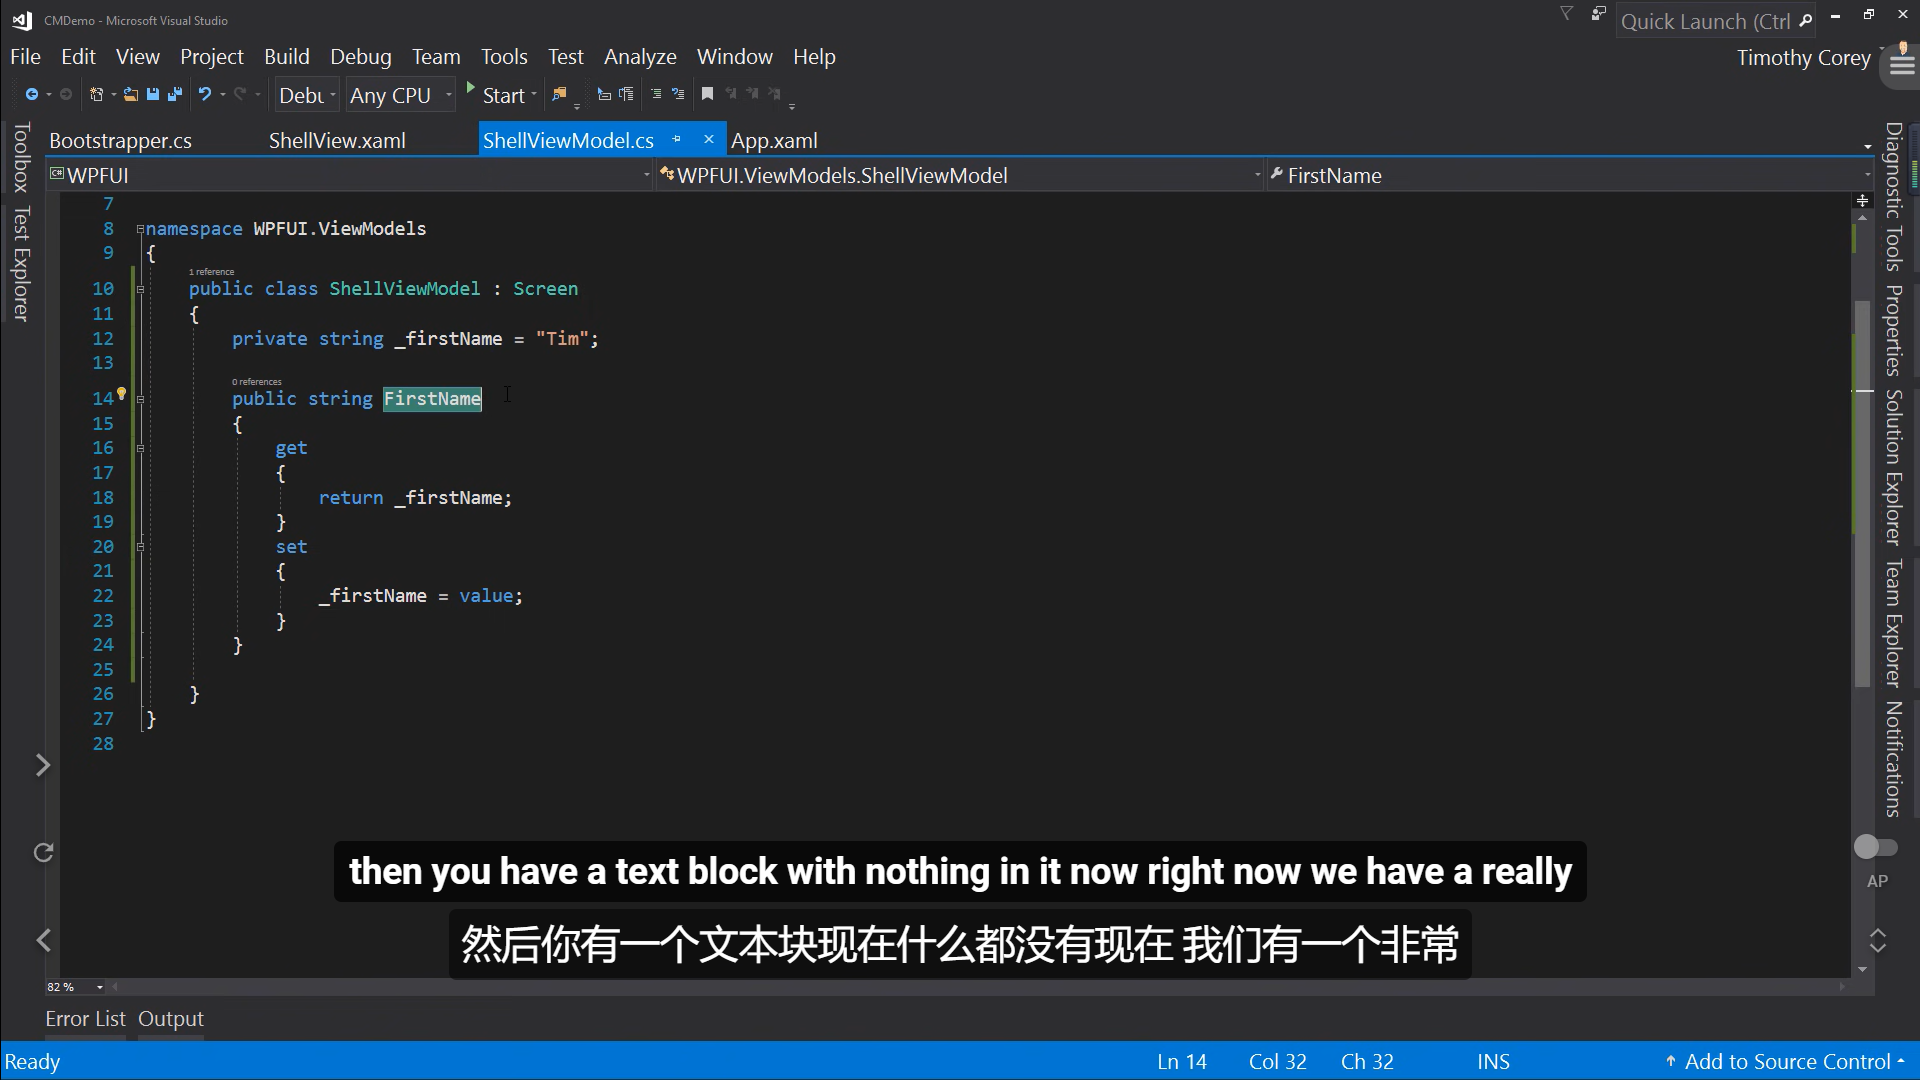 CMDemo - Microsoft Visual Studio
Quick Launch (Ctrl
File Edit View Project Build Debug Team Tools Test Analyze Window Help
Timothy Corey
Debu Any CPU Start
Bootstrapper.cs ShellView.xaml ShellViewModel.cs App.xaml
WPFUI WPFUI.ViewModels.ShellViewModel FirstName
Toolbox
Test Explorer
7
8 namespace WPFUI.ViewModels
9 {
1 reference
10 public class ShellViewModel : Screen
11 {
12 private string _firstName = "Tim";
13
0 references
14 public string FirstName
15 {
16 get
17 {
18 return _firstName;
19 }
20 set
21 {
22 _firstName = value;
23 }
24 }
25
26 }
27 }
28
Diagnostic Tools
Properties
Solution Explorer
Team Explorer
Notifications
AP
then you have a text block with nothing in it now right now we have a really
然后你有一个文本块现在什么都没有现在 我们有一个非常
82 %
Error List Output
Ready Ln 14 Col 32 Ch 32 INS Add to Source Control